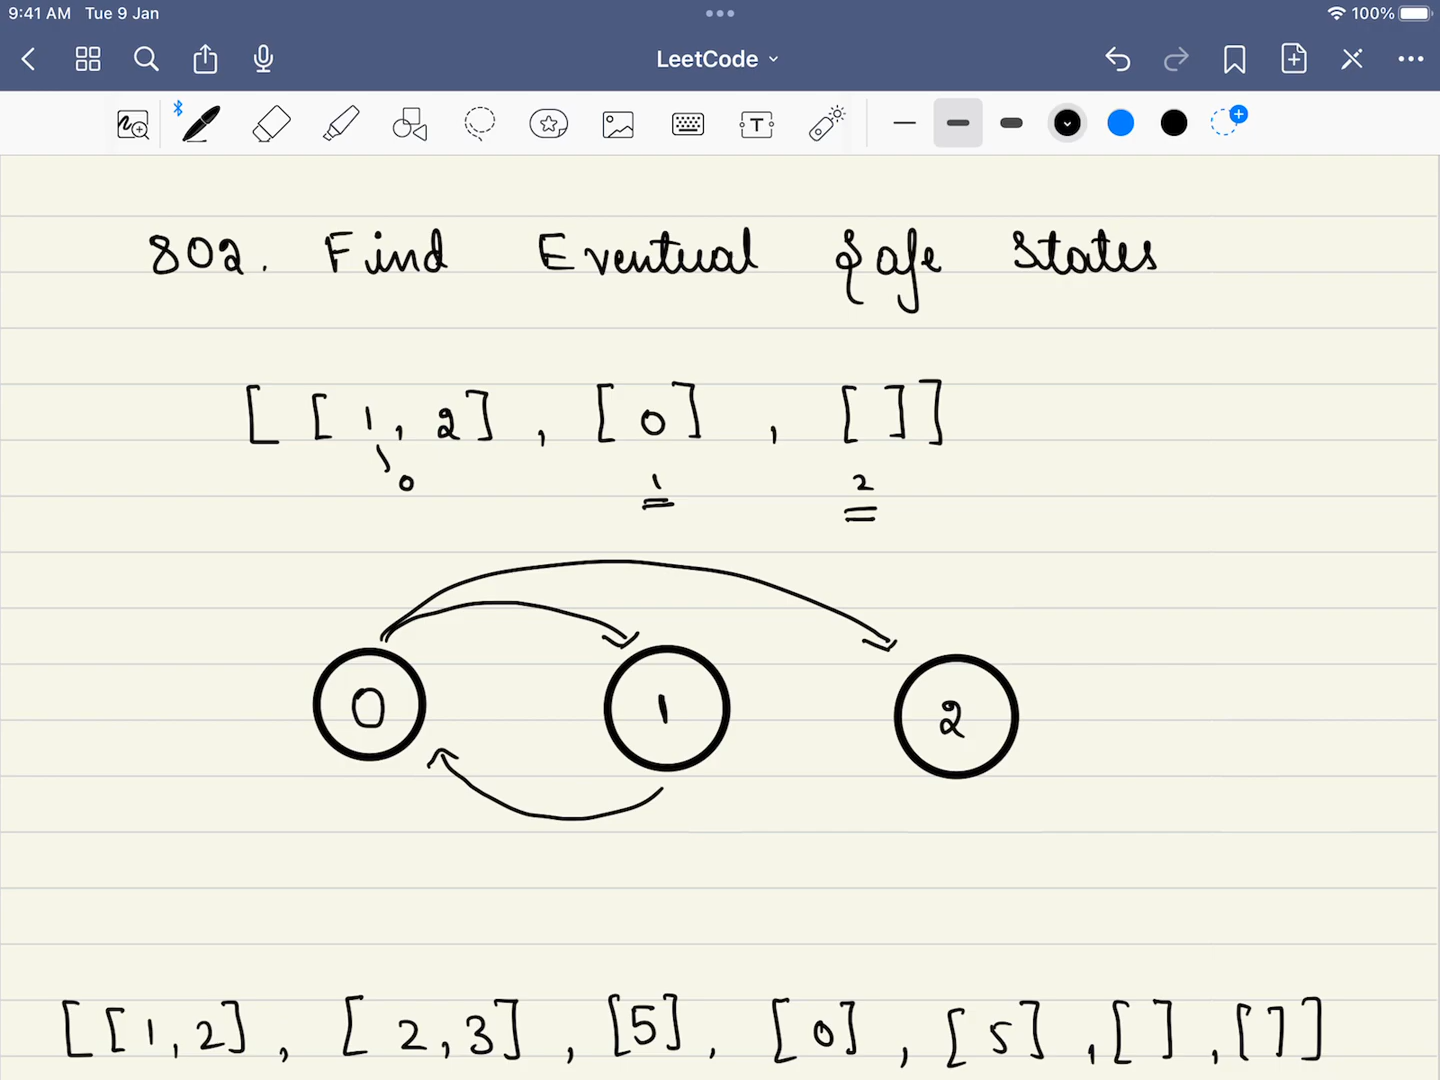 9:41 AM Tue 9 Jan 100%
LeetCode
T
802. Find Eventual Safe States
[ [ 1, 2 ] , [ 0 ] , [ ] ]
0 1 2
0 1 2
[ [ 1, 2 ] , [ 2, 3 ] , [ 5 ] , [ 0 ] , [ 5 ] , [ ] , [ ] ]